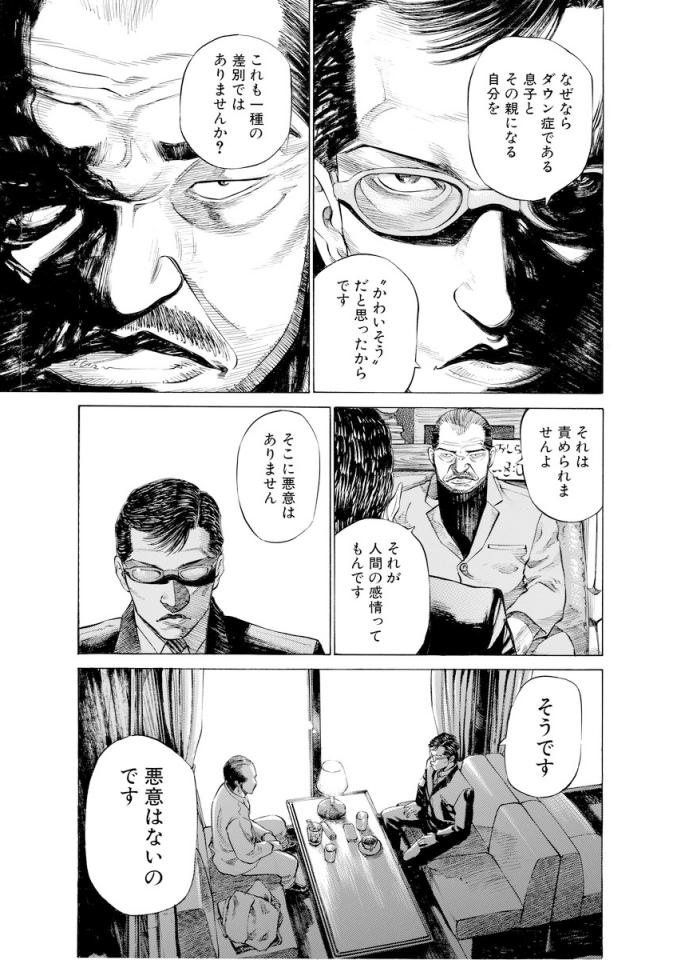 なぜなら
ダウン症である
息子と
その親になる
自分を
〝かわいそう〟
だと思ったから
です
これも一種の
差別では
ありませんか?
それは
責められま
せんよ
それが
人間の感情って
もんです
そこに悪意は
ありません
そうです
悪意はないの
です